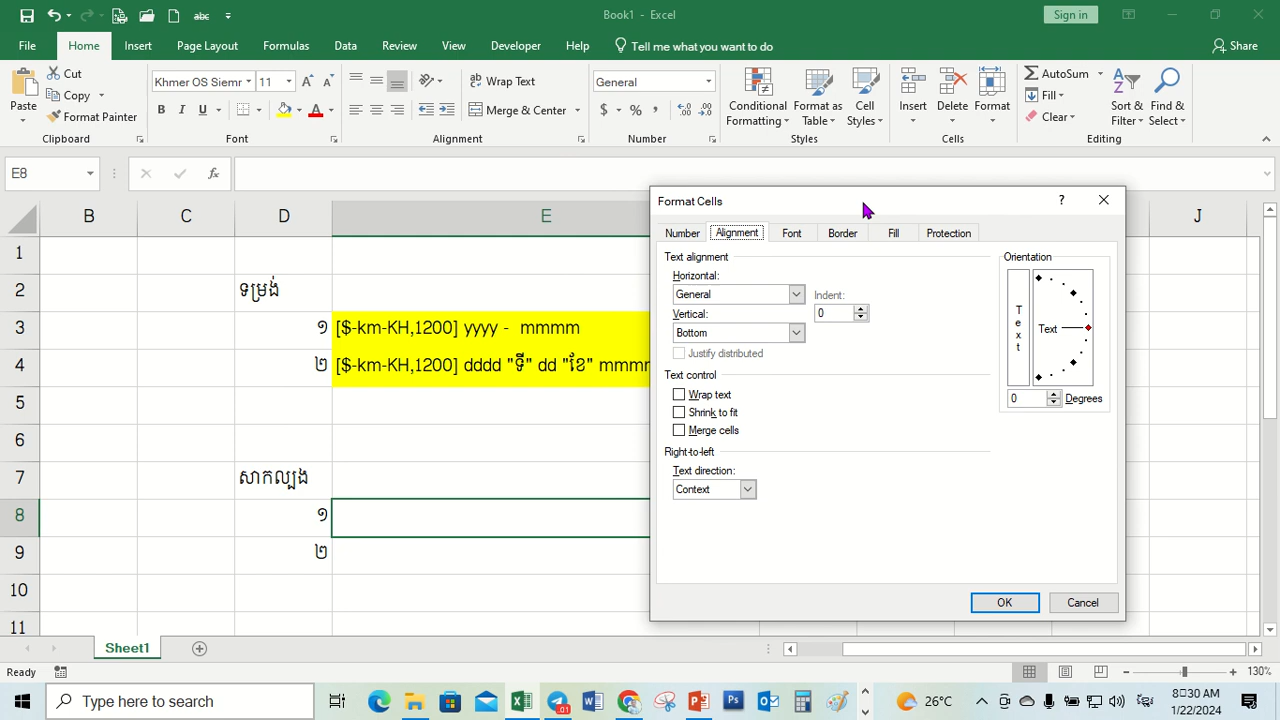 Book1 - Excel
Sign in
File Home Insert Page Layout Formulas Data Review View Developer Help Tell me what you want to do Share
Paste Cut Copy Format Painter
Khmer OS Siemr 11
B I U
Wrap Text
Merge & Center
General
$ % ,
Conditional Formatting
Format as Table
Cell Styles
Insert Delete Format
AutoSum
Fill
Clear
Sort & Filter
Find & Select
Clipboard Font Alignment Number Styles Cells Editing
E8 fx
B C D E J
1
2 ទម្រង់
3 ១ [$-km-KH,1200] yyyy - mmmm
4 ២ [$-km-KH,1200] dddd "ទី" dd "ខែ" mmmm
5
6
7 សាកល្បង
8 ១
9 ២
10
11
Format Cells ?
Number Alignment Font Border Fill Protection
Text alignment
Horizontal:
General
Indent:
0
Vertical:
Bottom
Justify distributed
Text control
Wrap text
Shrink to fit
Merge cells
Right-to-left
Text direction:
Context
Orientation
Text
Text
0 Degrees
OK Cancel
Sheet1
Ready 130%
Type here to search
01
26°C
8:30 AM
1/22/2024